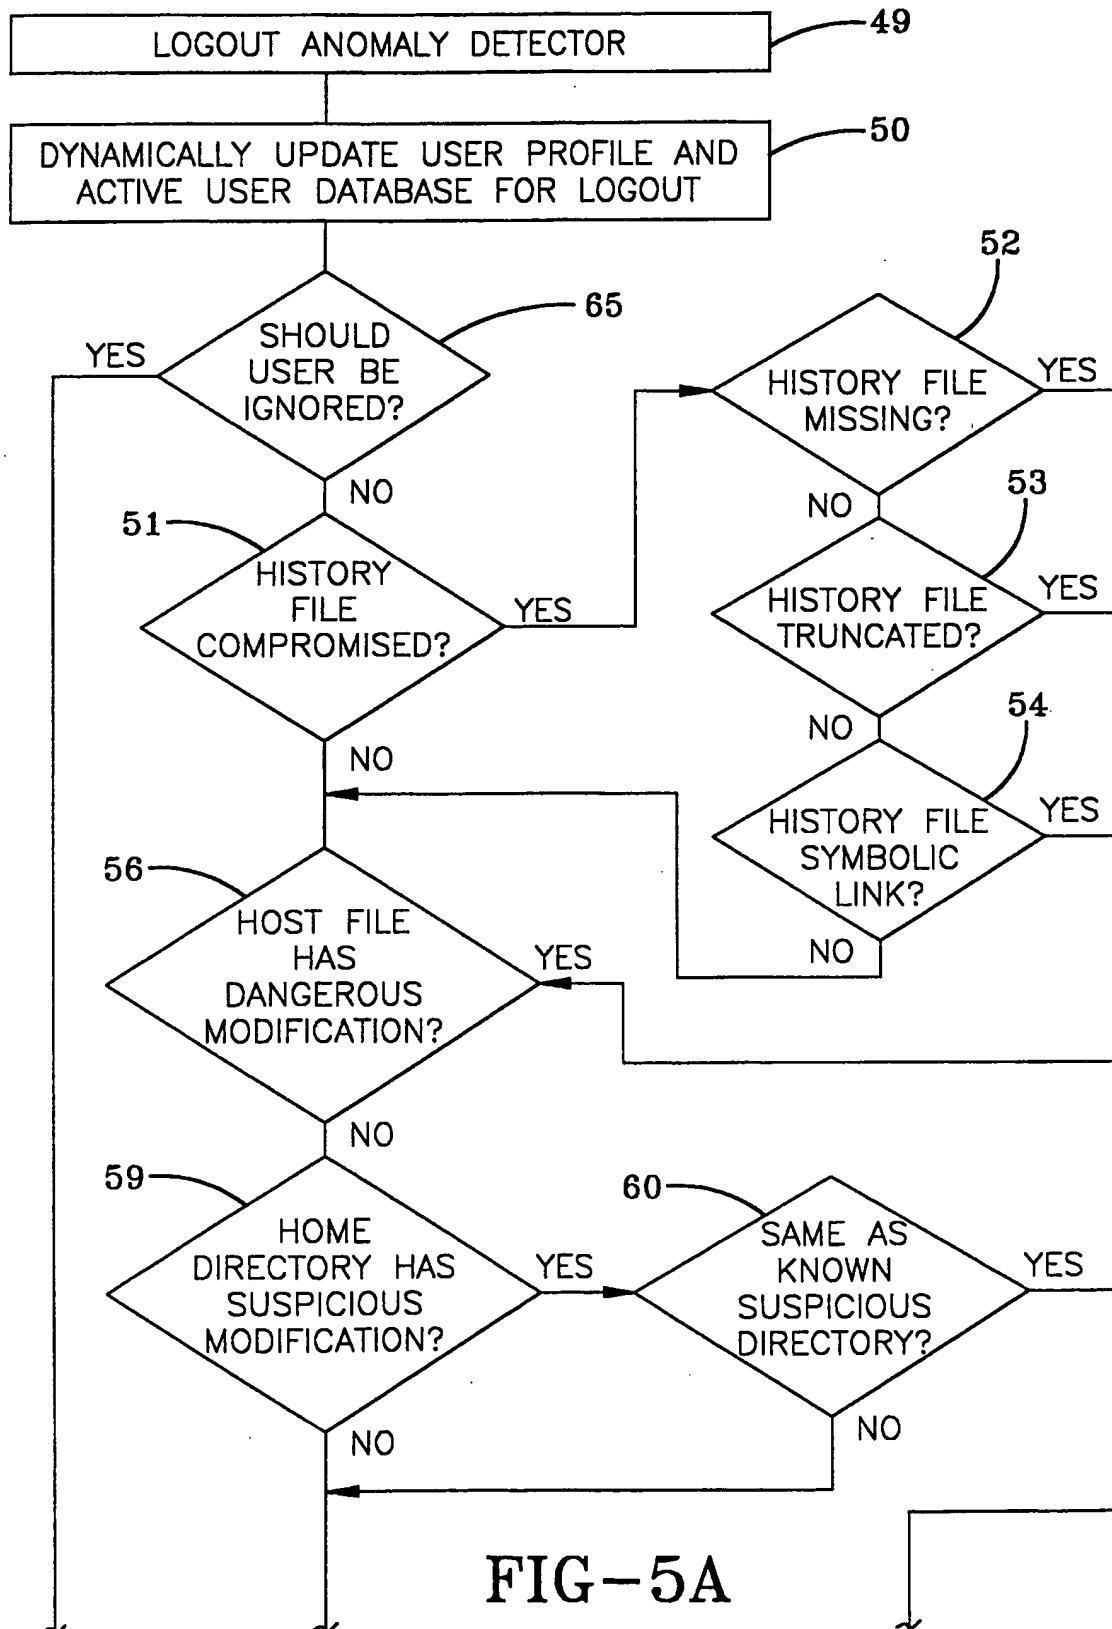 LOGOUT ANOMALY DETECTOR
49
DYNAMICALLY UPDATE USER PROFILE AND
ACTIVE USER DATABASE FOR LOGOUT
50
SHOULD
USER BE
IGNORED?
65
YES
NO
HISTORY
FILE
COMPROMISED?
51
YES
NO
HISTORY FILE
MISSING?
52
YES
NO
HISTORY FILE
TRUNCATED?
53
YES
NO
HISTORY FILE
SYMBOLIC
LINK?
54
YES
NO
HOST FILE
HAS
DANGEROUS
MODIFICATION?
56
YES
NO
HOME
DIRECTORY HAS
SUSPICIOUS
MODIFICATION?
59
YES
NO
SAME AS
KNOWN
SUSPICIOUS
DIRECTORY?
60
YES
NO
FIG-5A